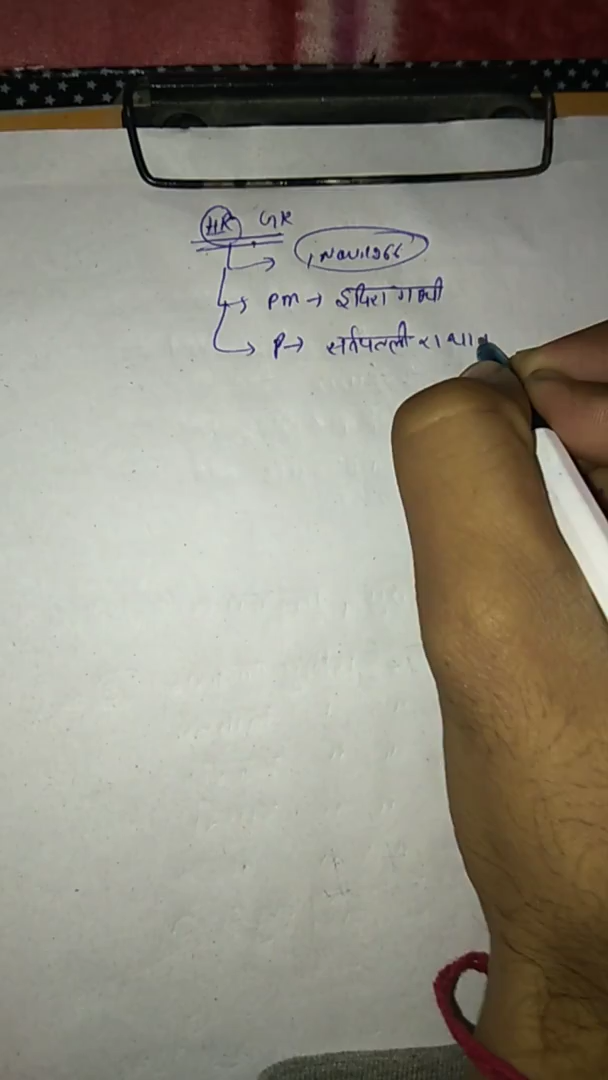 HR GK
→ 1 Nov. 1966
→ PM → इंदिरा गान्धी
→ P → सर्वपल्ली राधा